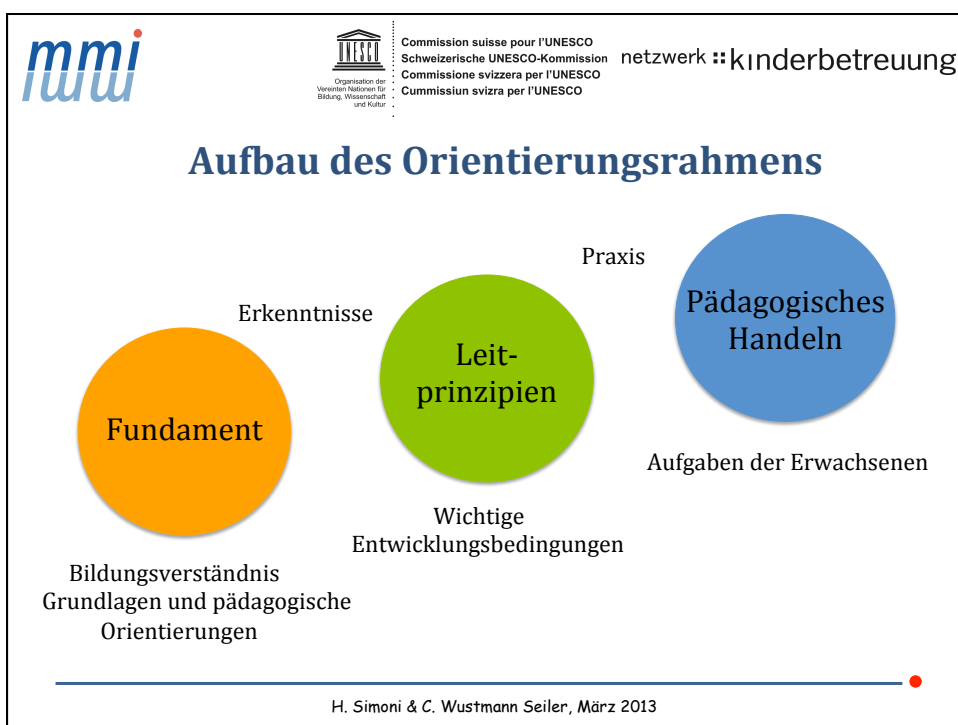 mmi
UNESCO
Organisation der
Vereinten Nationen für
Bildung, Wissenschaft
und Kultur
Commission suisse pour l'UNESCO
Schweizerische UNESCO-Kommission
Commissione svizzera per l'UNESCO
Cummissiun svizra per l'UNESCO
netzwerk kinderbetreuung
Aufbau des Orientierungsrahmens
Fundament
Bildungsverständnis
Grundlagen und pädagogische
Orientierungen
Erkenntnisse
Leit-
prinzipien
Wichtige
Entwicklungsbedingungen
Praxis
Pädagogisches
Handeln
Aufgaben der Erwachsenen
H. Simoni & C. Wustmann Seiler, März 2013